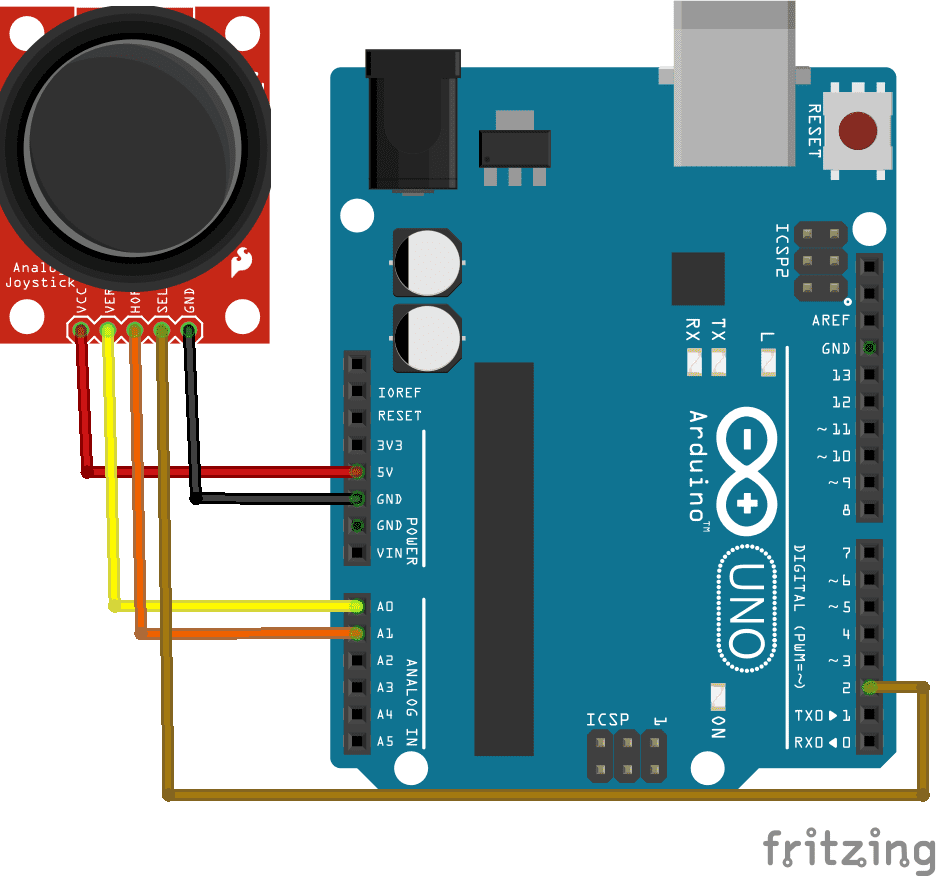 Analog
Joystick
VCC
VER
HOR
SEL
GND
RESET
ICSP2
AREF
GND
13
12
~11
~10
~9
8
7
~6
~5
4
~3
2
TX0▶1
RX0◀0
DIGITAL (PWM=~)
RX
TX
L
Arduino™
UNO
ON
ICSP
1
IOREF
RESET
3V3
5V
GND
GND
VIN
POWER
A0
A1
A2
A3
A4
A5
ANALOG IN
fritzing